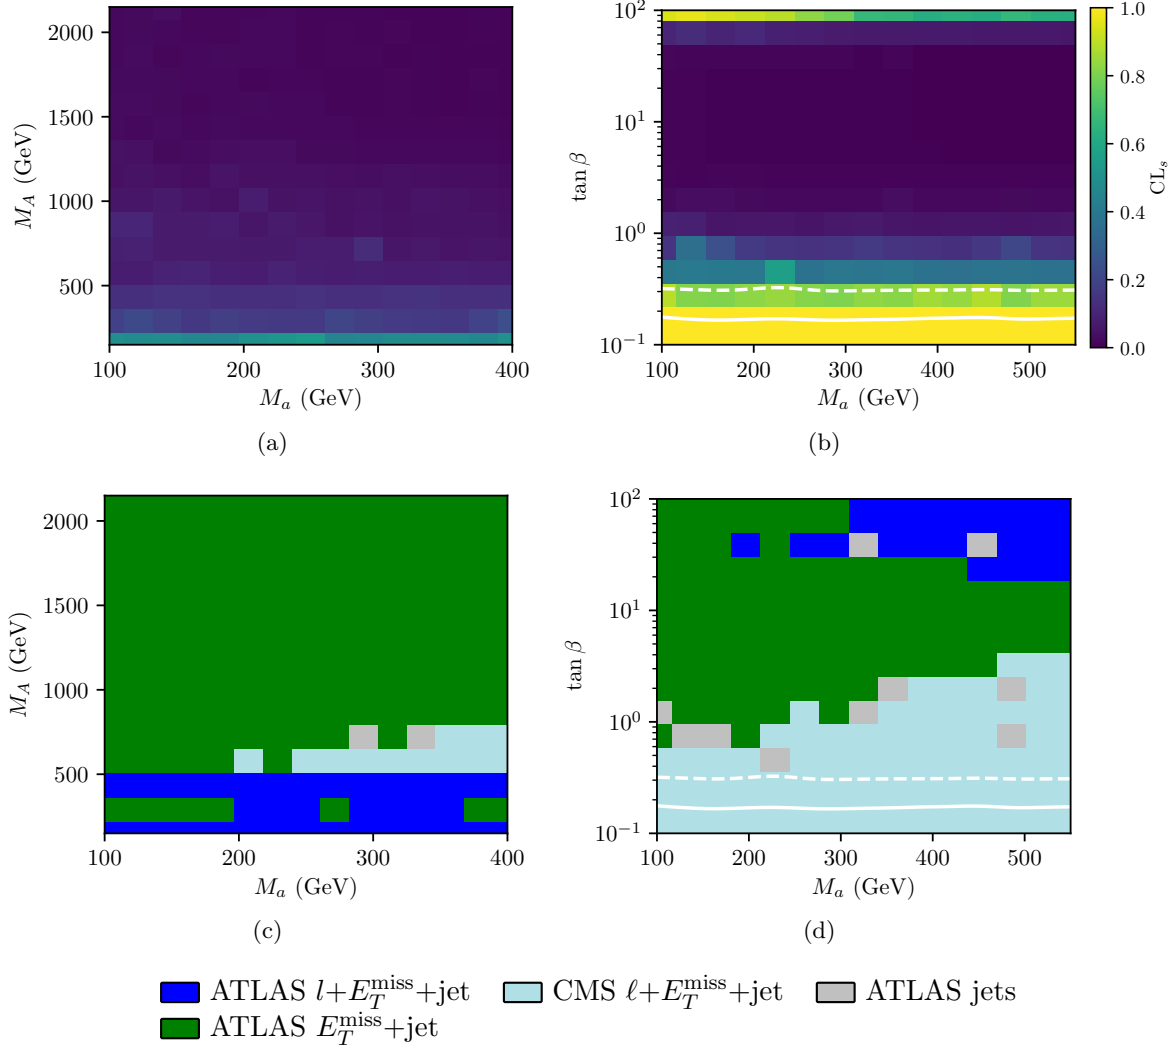 2000
1500
1000
500
M_A (GeV)
100 200 300 400
M_a (GeV)
(a)
10^2
10^1
10^0
10^{-1}
tan β
100 200 300 400 500
M_a (GeV)
(b)
1.0
0.8
0.6
0.4
0.2
0.0
CL_s
2000
1500
1000
500
M_A (GeV)
100 200 300 400
M_a (GeV)
(c)
10^2
10^1
10^0
10^{-1}
tan β
100 200 300 400 500
M_a (GeV)
(d)
ATLAS l+E_T^{miss}+jet CMS ℓ+E_T^{miss}+jet ATLAS jets
ATLAS E_T^{miss}+jet